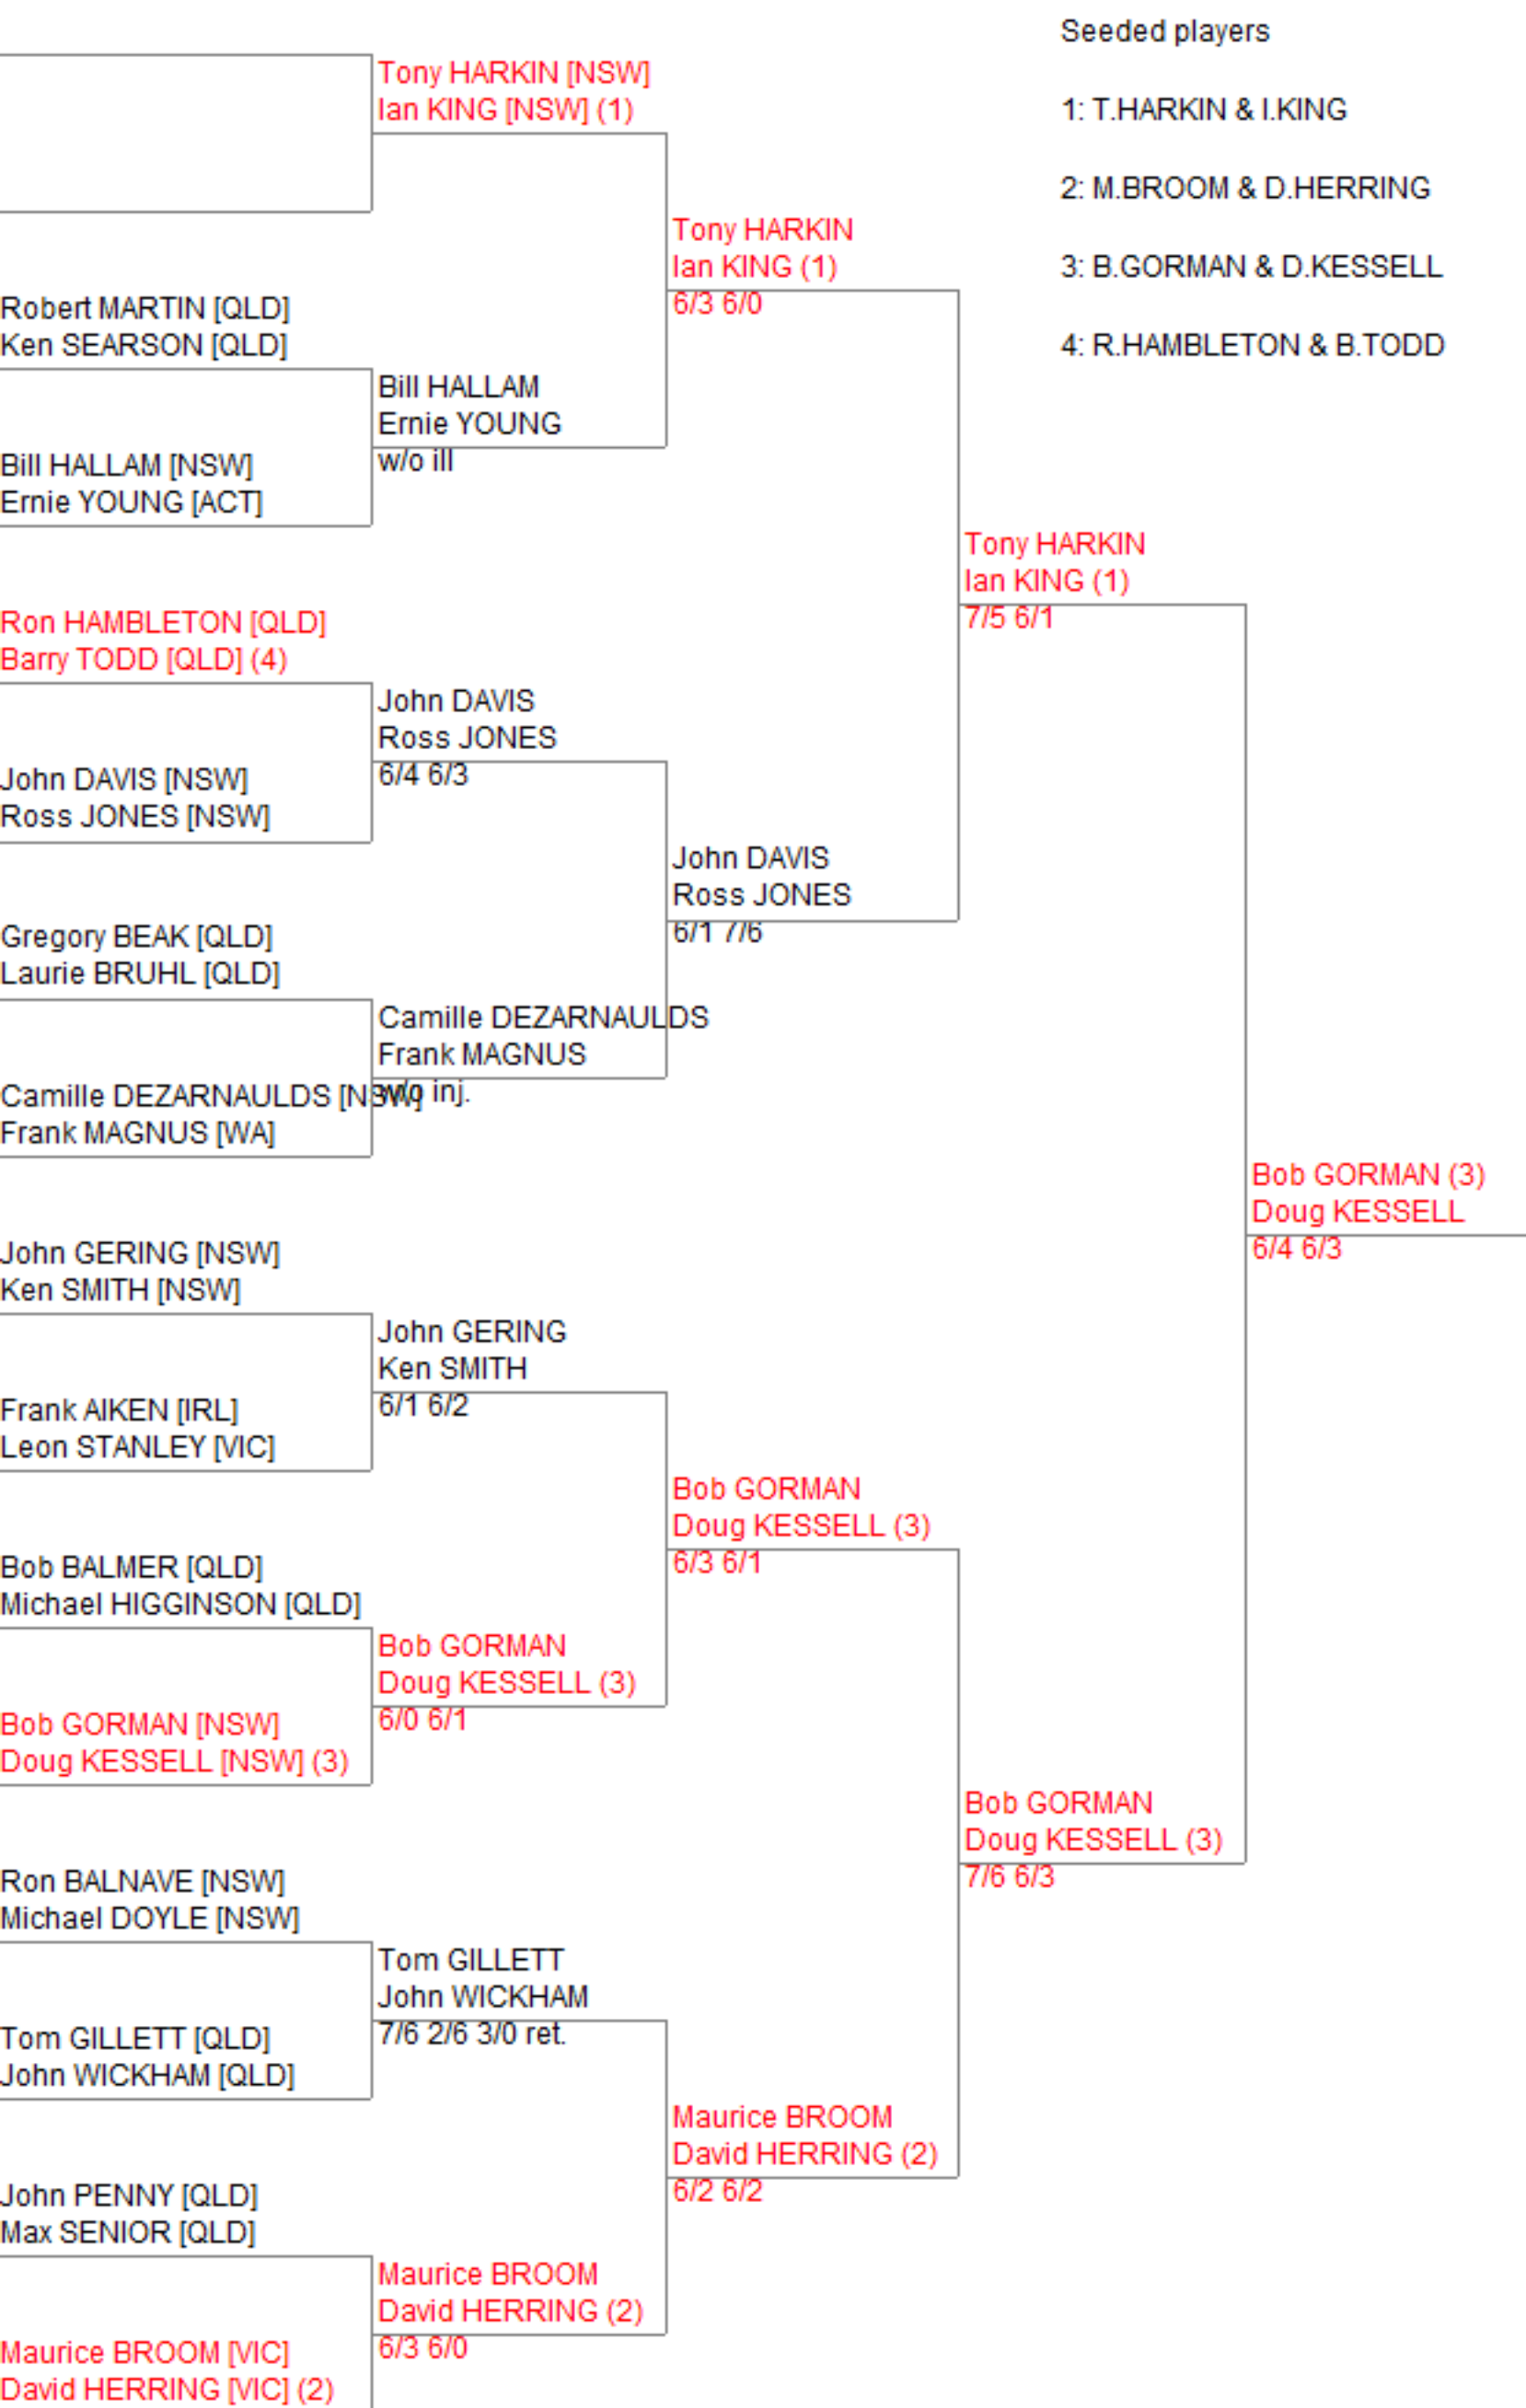 Seeded players
1: T.HARKIN & I.KING
2: M.BROOM & D.HERRING
3: B.GORMAN & D.KESSELL
4: R.HAMBLETON & B.TODD
Robert MARTIN [QLD]
Ken SEARSON [QLD]
Bill HALLAM [NSW]
Ernie YOUNG [ACT]
Ron HAMBLETON [QLD]
Barry TODD [QLD] (4)
John DAVIS [NSW]
Ross JONES [NSW]
Gregory BEAK [QLD]
Laurie BRUHL [QLD]
Camille DEZARNAULDS [NSW]
Frank MAGNUS [WA]
John GERING [NSW]
Ken SMITH [NSW]
Frank AIKEN [IRL]
Leon STANLEY [VIC]
Bob BALMER [QLD]
Michael HIGGINSON [QLD]
Bob GORMAN [NSW]
Doug KESSELL [NSW] (3)
Ron BALNAVE [NSW]
Michael DOYLE [NSW]
Tom GILLETT [QLD]
John WICKHAM [QLD]
John PENNY [QLD]
Max SENIOR [QLD]
Maurice BROOM [VIC]
David HERRING [VIC] (2)
Tony HARKIN [NSW]
Ian KING [NSW] (1)
Bill HALLAM
Ernie YOUNG
w/o ill
John DAVIS
Ross JONES
6/4 6/3
Camille DEZARNAULDS
Frank MAGNUS
w/o inj.
John GERING
Ken SMITH
6/1 6/2
Bob GORMAN
Doug KESSELL (3)
6/0 6/1
Tom GILLETT
John WICKHAM
7/6 2/6 3/0 ret.
Maurice BROOM
David HERRING (2)
6/3 6/0
Tony HARKIN
Ian KING (1)
6/3 6/0
John DAVIS
Ross JONES
6/1 7/6
Bob GORMAN
Doug KESSELL (3)
6/3 6/1
Maurice BROOM
David HERRING (2)
6/2 6/2
Tony HARKIN
Ian KING (1)
7/5 6/1
Bob GORMAN
Doug KESSELL (3)
7/6 6/3
Bob GORMAN (3)
Doug KESSELL
6/4 6/3